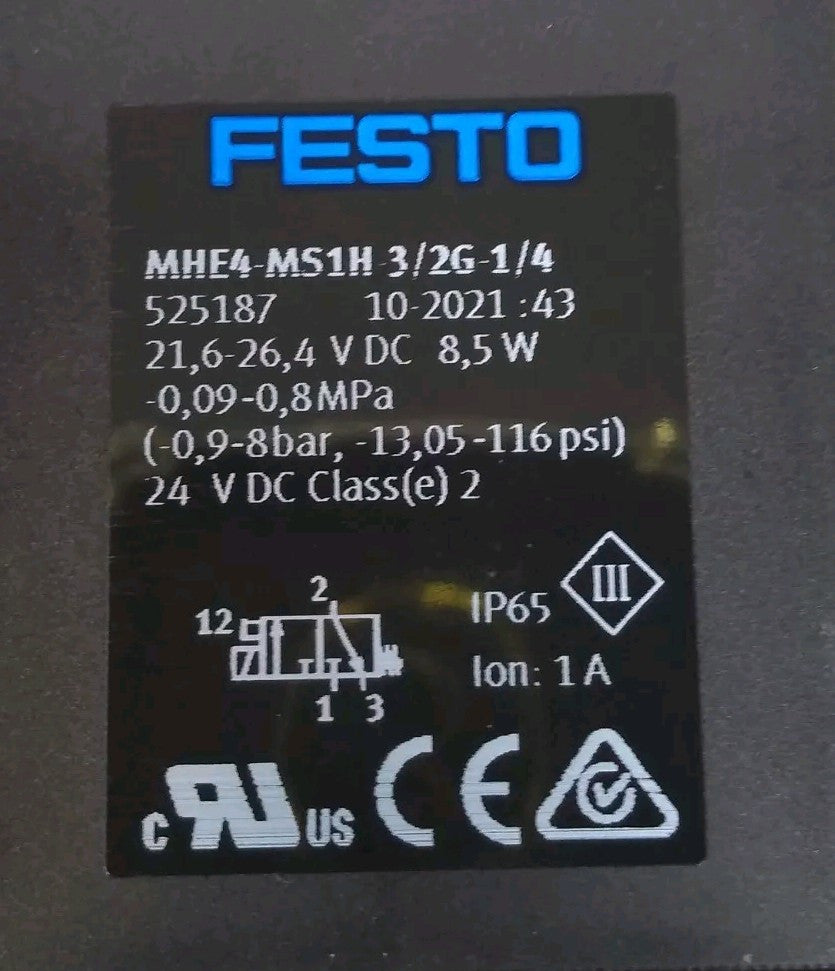 FESTO
MHE4-MS1H-3/2G-1/4
525187 10-2021 :43
21,6-26,4 V DC 8,5 W
-0,09-0,8MPa
(-0,9-8bar, -13,05-116 psi)
24 V DC Class(e) 2
2
12
IP65 III
Ion: 1 A
1 3
c RU US CE